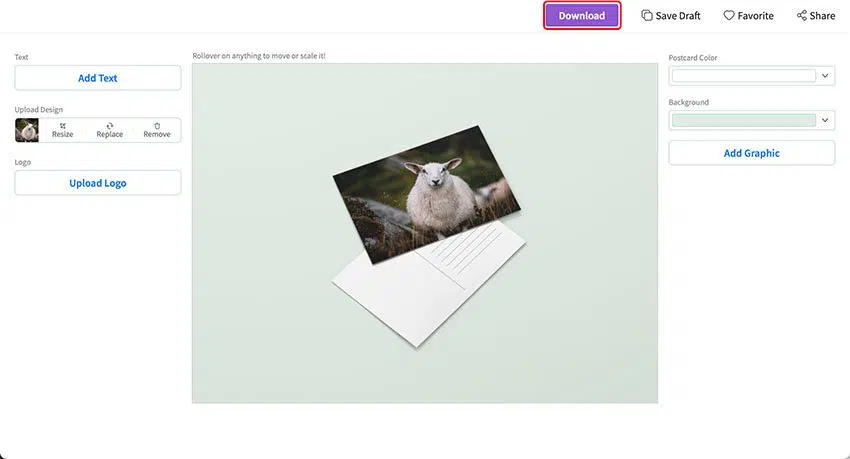 Download
Save Draft
Favorite
Share
Text
Add Text
Upload Design
Resize
Replace
Remove
Logo
Upload Logo
Rollover on anything to move or scale it!
Postcard Color
Background
Add Graphic